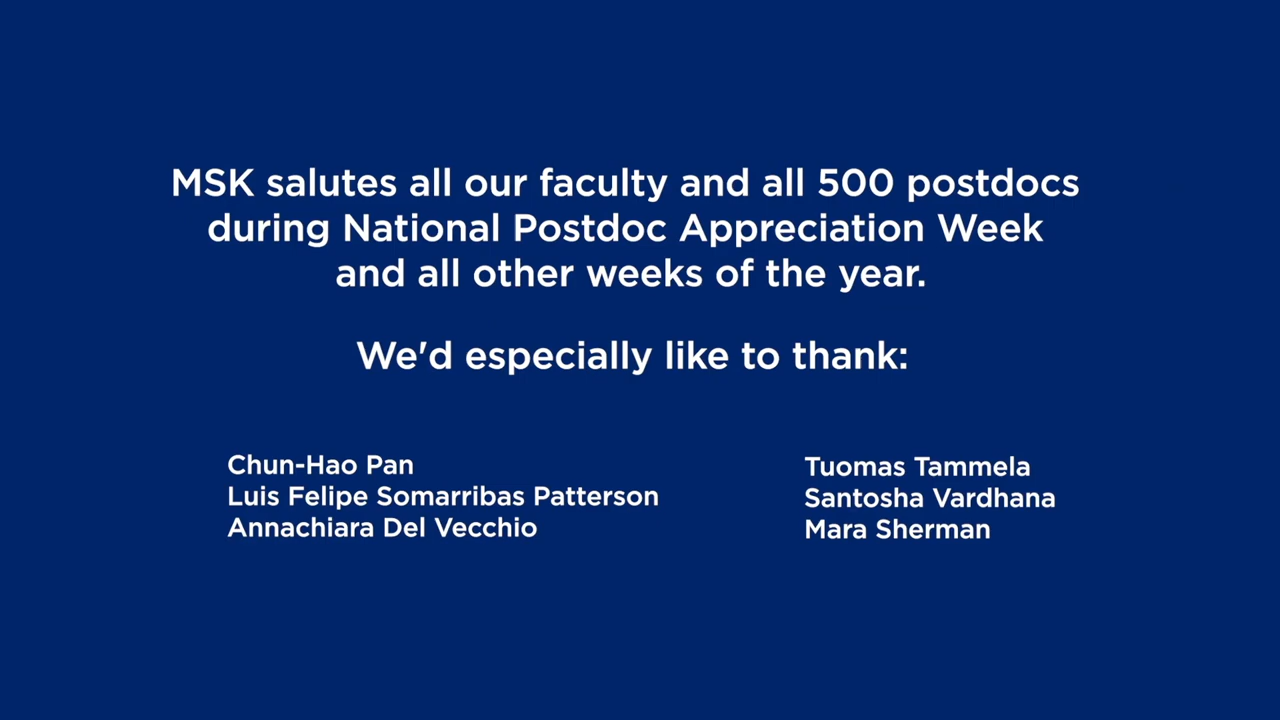 MSK salutes all our faculty and all 500 postdocs
during National Postdoc Appreciation Week
and all other weeks of the year.
We'd especially like to thank:
Chun-Hao Pan
Luis Felipe Somarribas Patterson
Annachiara Del Vecchio
Tuomas Tammela
Santosha Vardhana
Mara Sherman